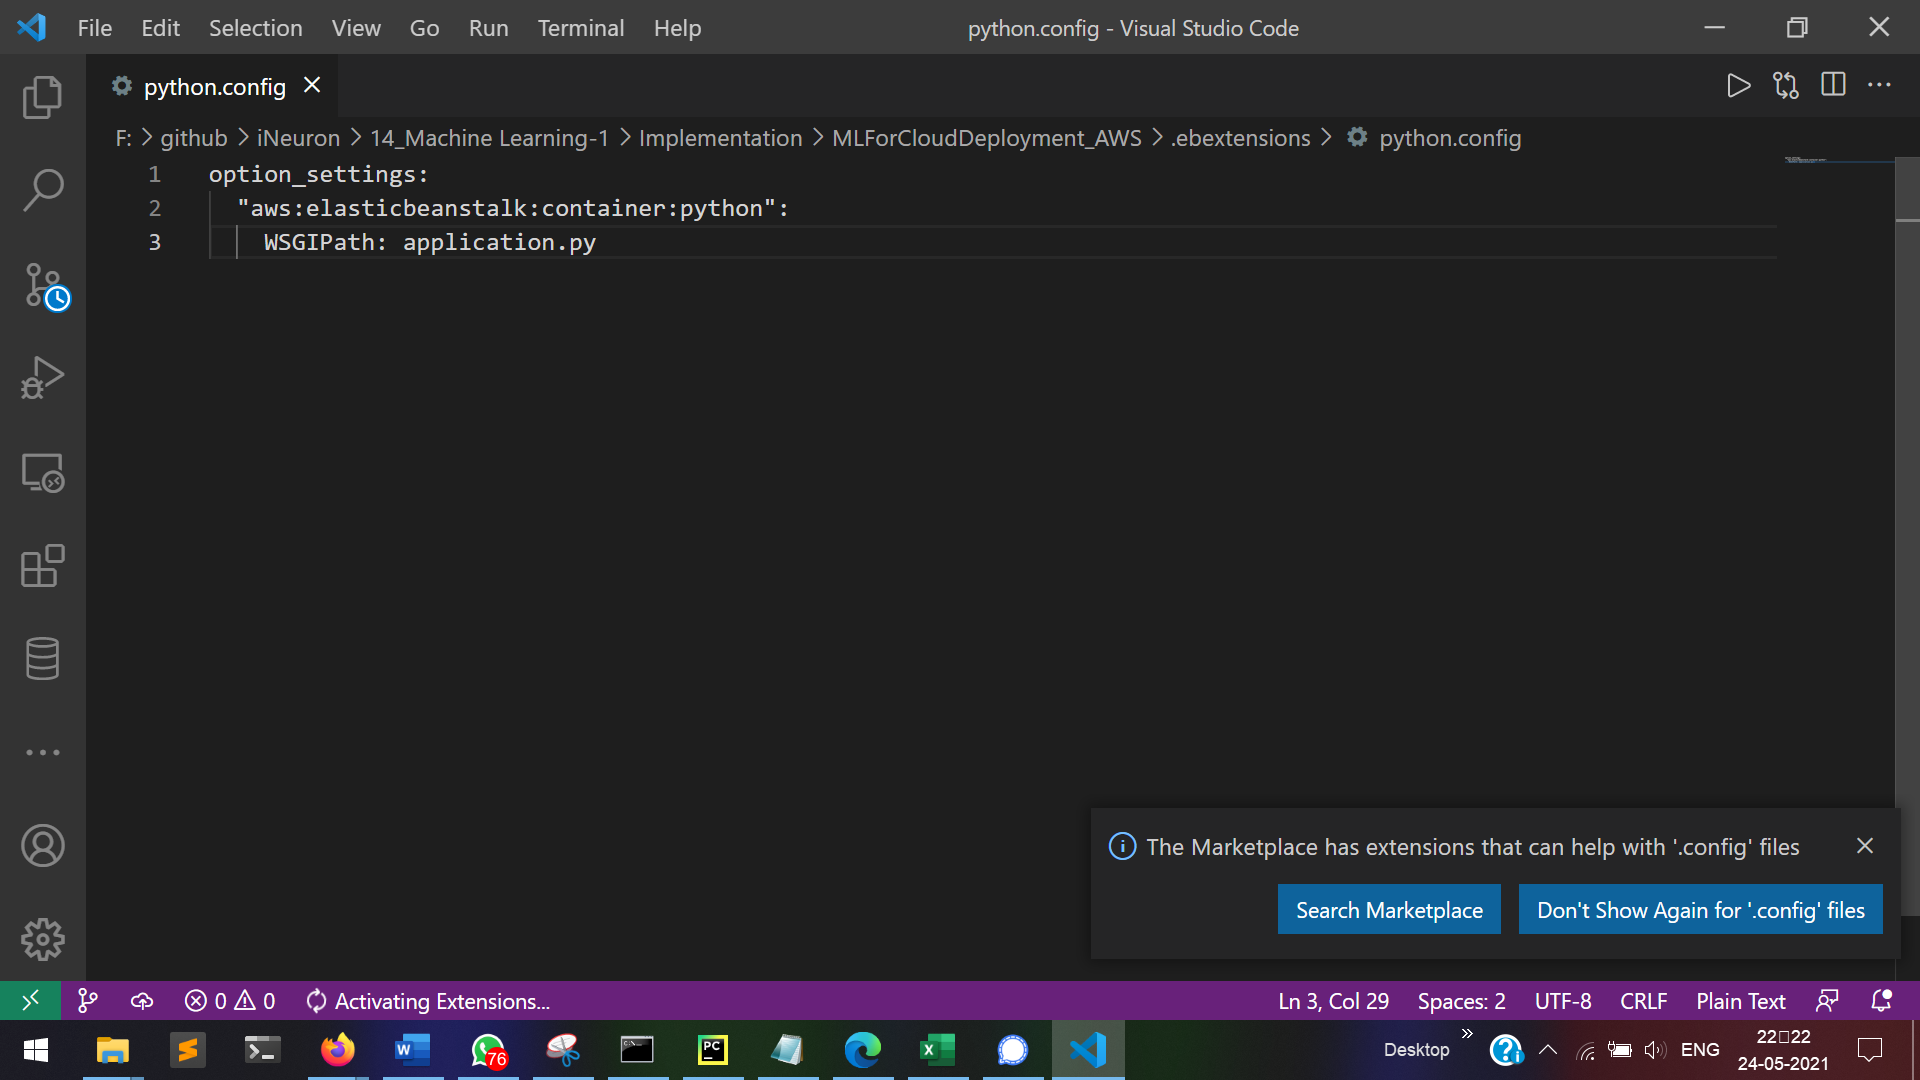 File Edit Selection View Go Run Terminal Help
python.config - Visual Studio Code
python.config
F: > github > iNeuron > 14_Machine Learning-1 > Implementation > MLForCloudDeployment_AWS > .ebextensions > python.config
1 option_settings:
2 "aws:elasticbeanstalk:container:python":
3 WSGIPath: application.py
The Marketplace has extensions that can help with '.config' files
Search Marketplace
Don't Show Again for '.config' files
0 0 Activating Extensions...
Ln 3, Col 29 Spaces: 2 UTF-8 CRLF Plain Text
76
PC
Desktop
ENG
22▯22
24-05-2021